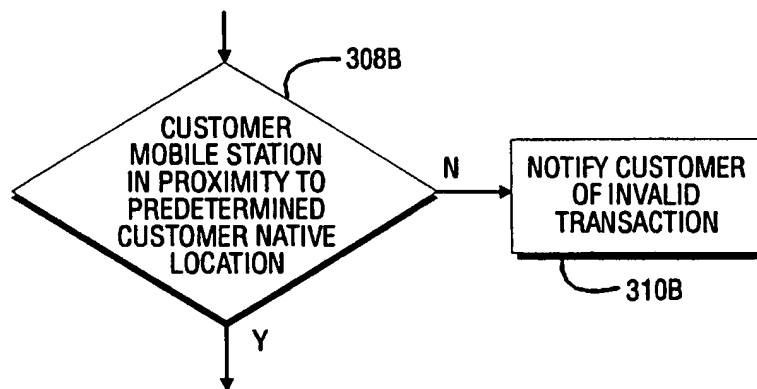 308B
CUSTOMER
MOBILE STATION
IN PROXIMITY TO
PREDETERMINED
CUSTOMER NATIVE
LOCATION
N
NOTIFY CUSTOMER
OF INVALID
TRANSACTION
310B
Y